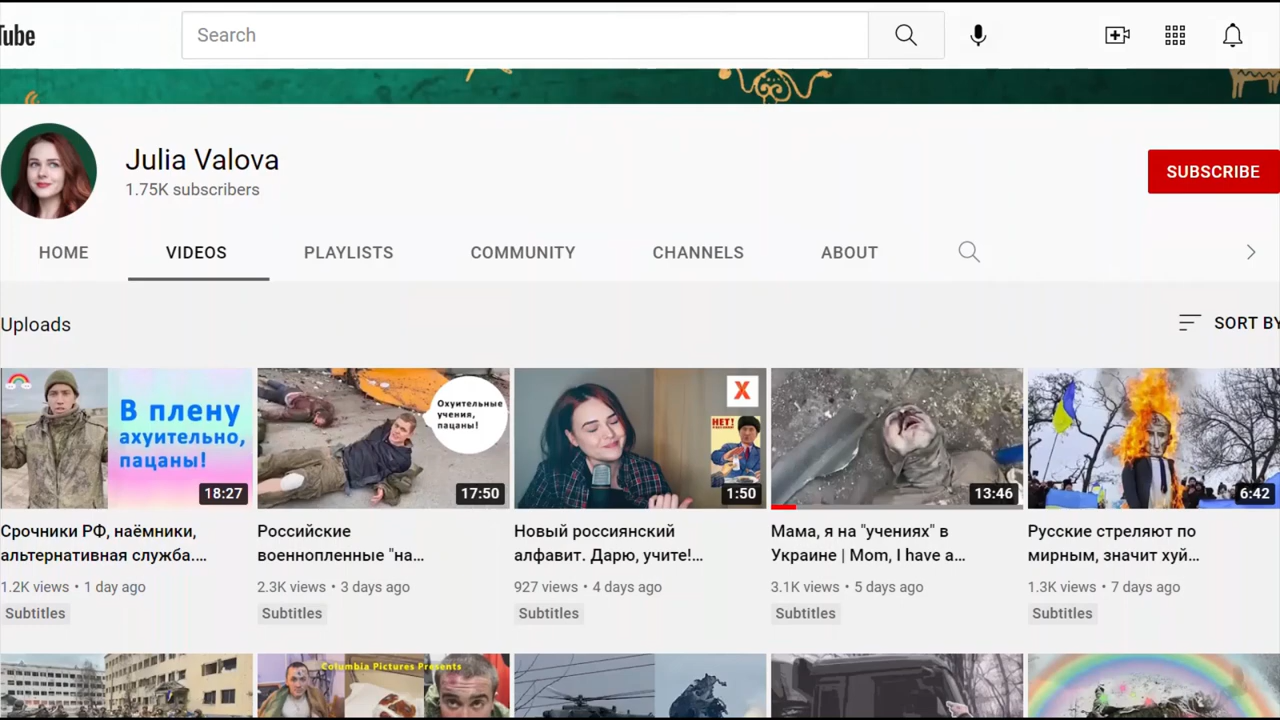 Tube
Search
Julia Valova
1.75K subscribers
SUBSCRIBE
HOME VIDEOS PLAYLISTS COMMUNITY CHANNELS ABOUT
Uploads
SORT BY
В плену
ахуительно,
пацаны!
18:27
Охуительные
учения,
пацаны!
17:50
X
НЕТ!
1:50
13:46
6:42
Срочники РФ, наёмники,
альтернативная служба....
1.2K views • 1 day ago
Subtitles
Российские
военнопленные "на...
2.3K views • 3 days ago
Subtitles
Новый россиянский
алфавит. Дарю, учите!...
927 views • 4 days ago
Subtitles
Мама, я на "учениях" в
Украине | Mom, I have a...
3.1K views • 5 days ago
Subtitles
Русские стреляют по
мирным, значит хуй...
1.3K views • 7 days ago
Subtitles
Columbia Pictures Presents